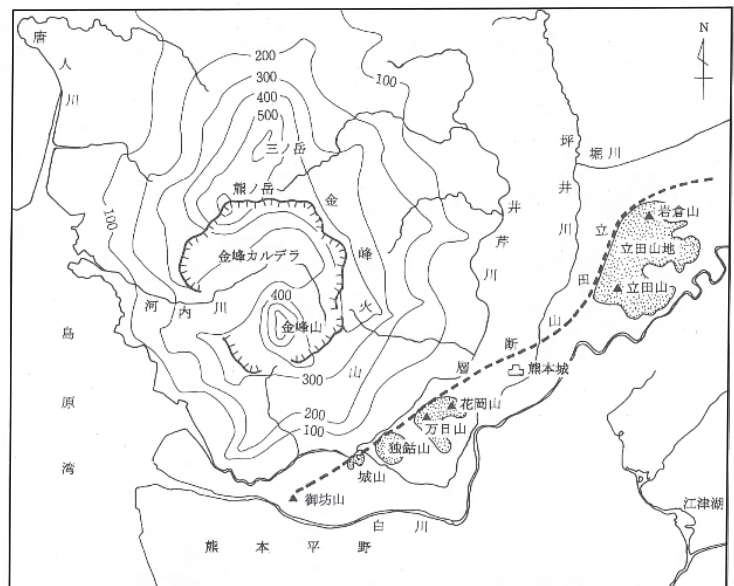 N
唐人川
200
300
400
500
100
三ノ岳
坪井川
堀川
熊ノ岳
金峰火山
井芹川
岩倉山
立田山地
立田山
100
金峰カルデラ
河内川
400
金峰山
立田山断層
島原湾
300
熊本城
200
100
花岡山
万日山
独鈷山
城山
御坊山
白川
江津湖
熊本平野